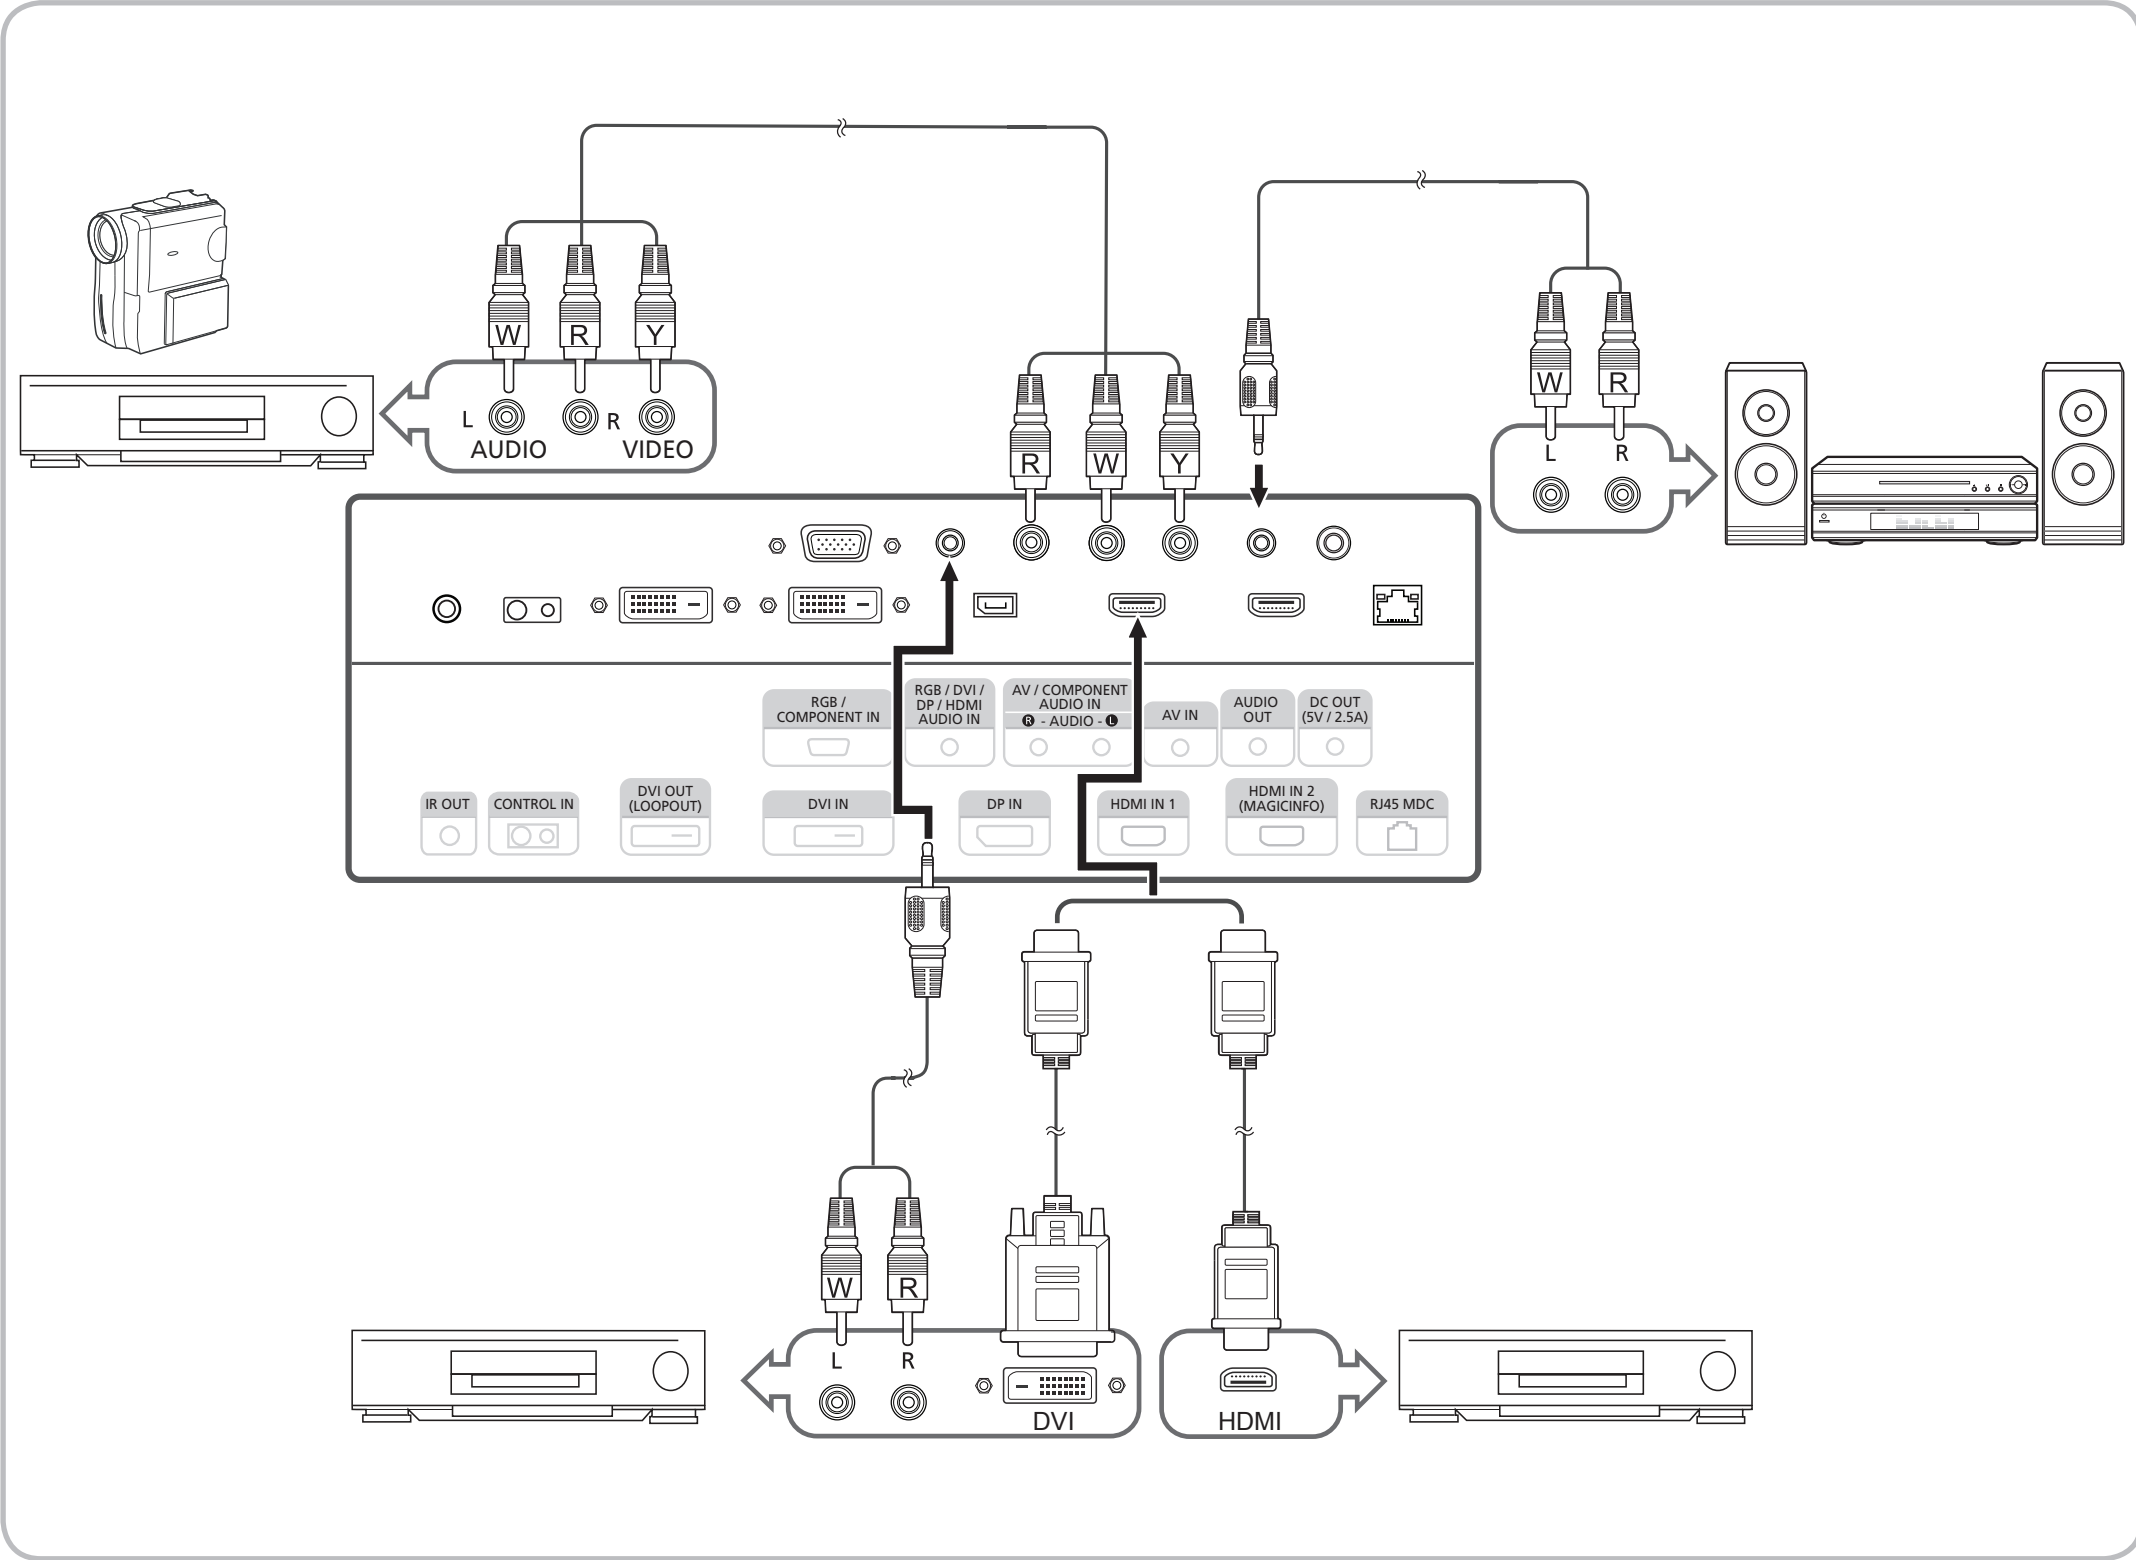 W R Y
L R
AUDIO VIDEO
W R
L R
R W Y
RGB /
COMPONENT IN
RGB / DVI /
DP / HDMI
AUDIO IN
AV / COMPONENT
AUDIO IN
R - AUDIO - L
AV IN
AUDIO
OUT
DC OUT
(5V / 2.5A)
IR OUT
CONTROL IN
DVI OUT
(LOOPOUT)
DVI IN
DP IN
HDMI IN 1
HDMI IN 2
(MAGICINFO)
RJ45 MDC
W R
L R
DVI
HDMI